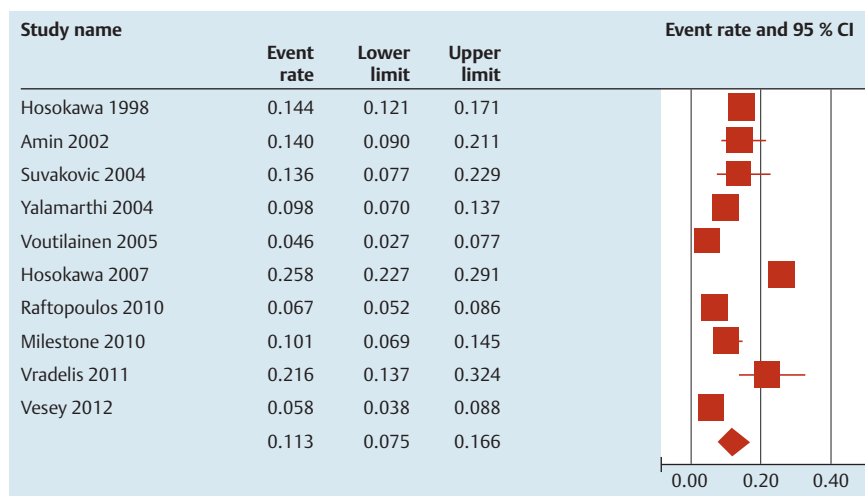 Study name Event rate and 95 % CI
Event Lower Upper
rate limit limit
Hosokawa 1998 0.144 0.121 0.171
Amin 2002 0.140 0.090 0.211
Suvakovic 2004 0.136 0.077 0.229
Yalamarthi 2004 0.098 0.070 0.137
Voutilainen 2005 0.046 0.027 0.077
Hosokawa 2007 0.258 0.227 0.291
Raftopoulos 2010 0.067 0.052 0.086
Milestone 2010 0.101 0.069 0.145
Vradelis 2011 0.216 0.137 0.324
Vesey 2012 0.058 0.038 0.088
0.113 0.075 0.166
0.00 0.20 0.40